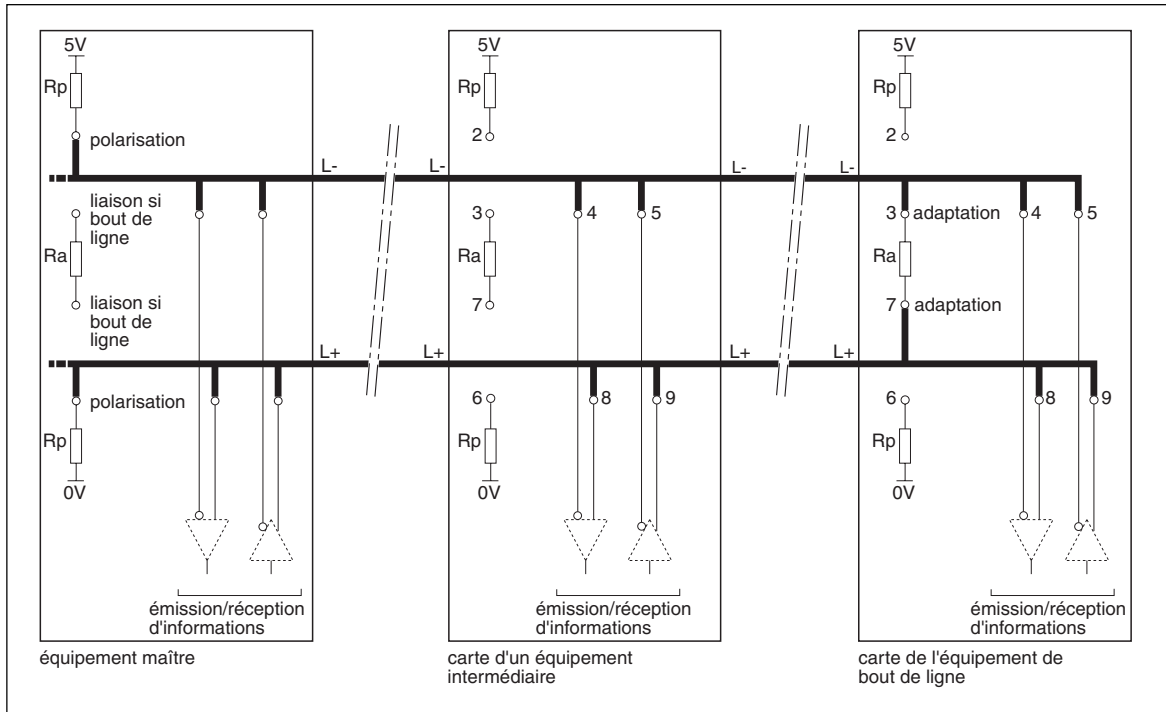 5V
Rp
polarisation
L-
liaison si
bout de
ligne
Ra
liaison si
bout de
ligne
L+
polarisation
Rp
0V
émission/réception
d'informations
équipement maître
5V
Rp
2
L-
L-
3
4
5
Ra
7
L+
L+
6
8
9
Rp
0V
émission/réception
d'informations
carte d'un équipement
intermédiaire
5V
Rp
2
L-
3
adaptation
4
5
Ra
7
adaptation
L+
6
8
9
Rp
0V
émission/réception
d'informations
carte de l'équipement de
bout de ligne